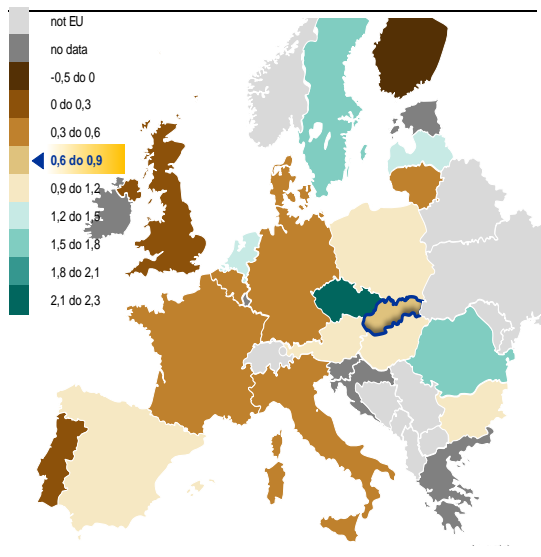 not EU
no data
-0,5 do 0
0 do 0,3
0,3 do 0,6
0,6 do 0,9
0,9 do 1,2
1,2 do 1,5
1,5 do 1,8
1,8 do 2,1
2,1 do 2,3